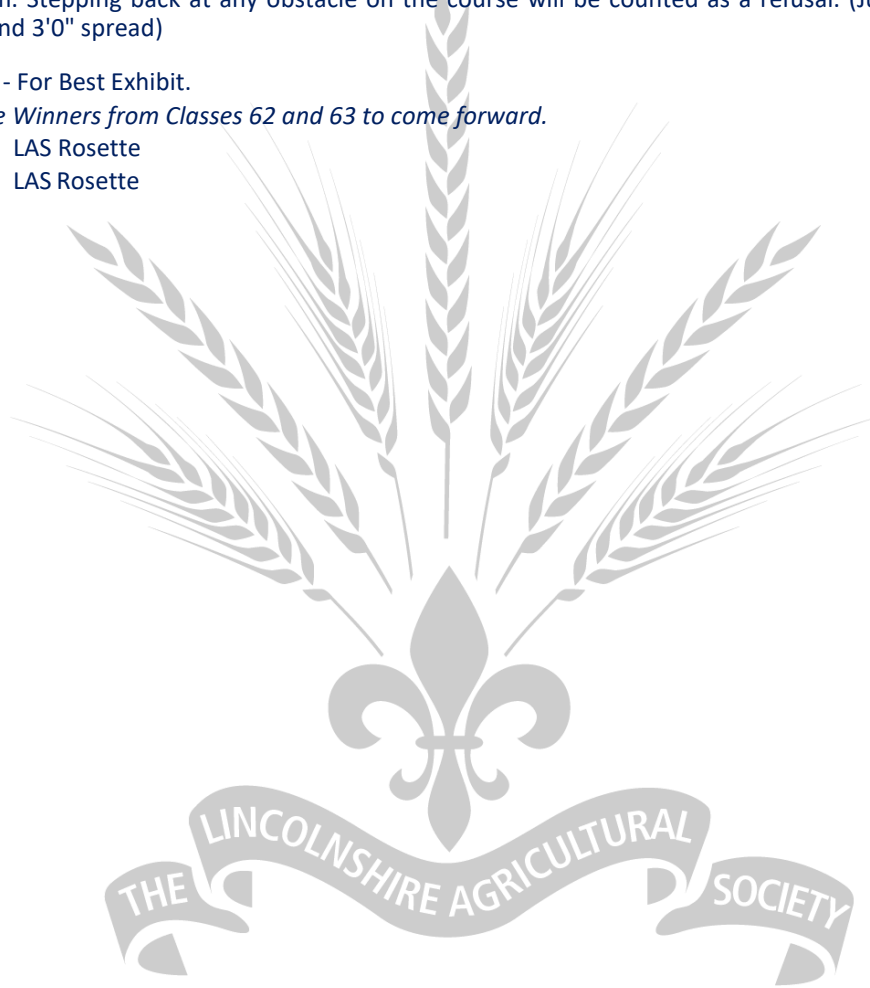 Stepping back at any obstacle on the course will be counted as a refusal.
nd 3'0" spread)
- For Best Exhibit.
e Winners from Classes 62 and 63 to come forward.
LAS Rosette
LAS Rosette
THE LINCOLNSHIRE AGRICULTURAL SOCIETY